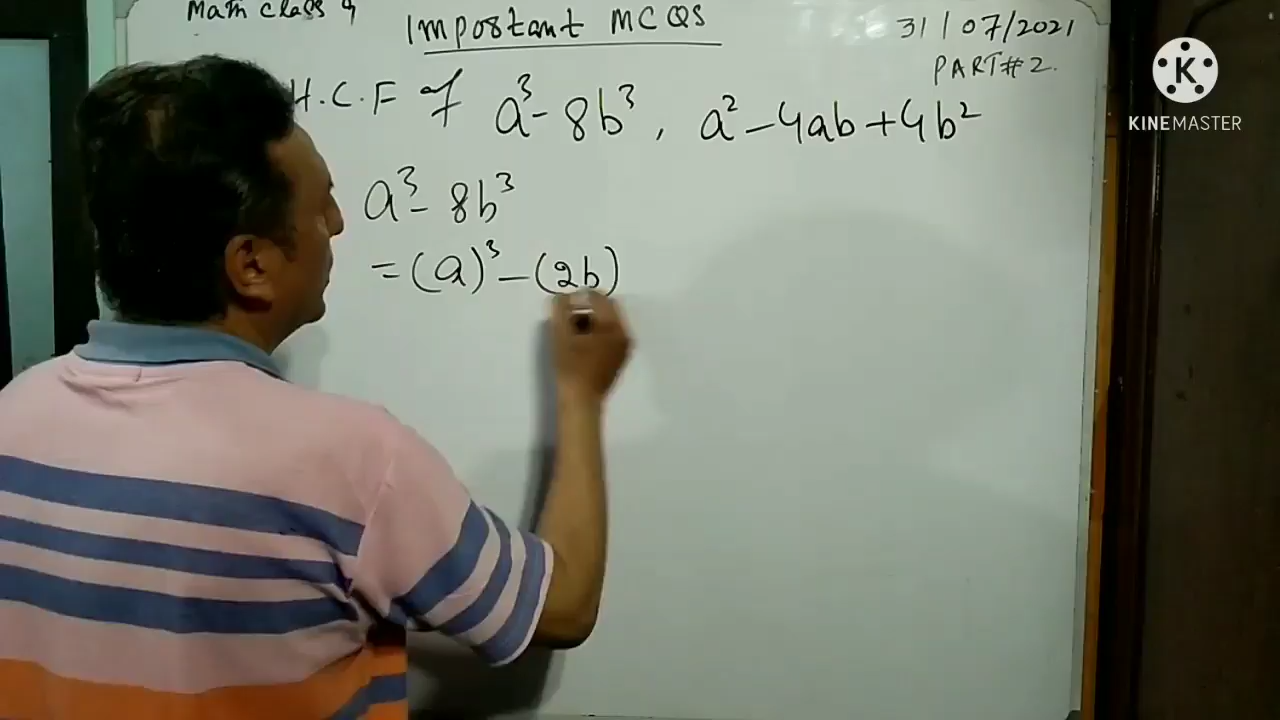 Math Class 9
Important MCQS
31/07/2021
PART#2.
H.C.F of a³-8b³, a²-4ab+4b²
a³-8b³
=(a)³-(2b)
K
KINEMASTER